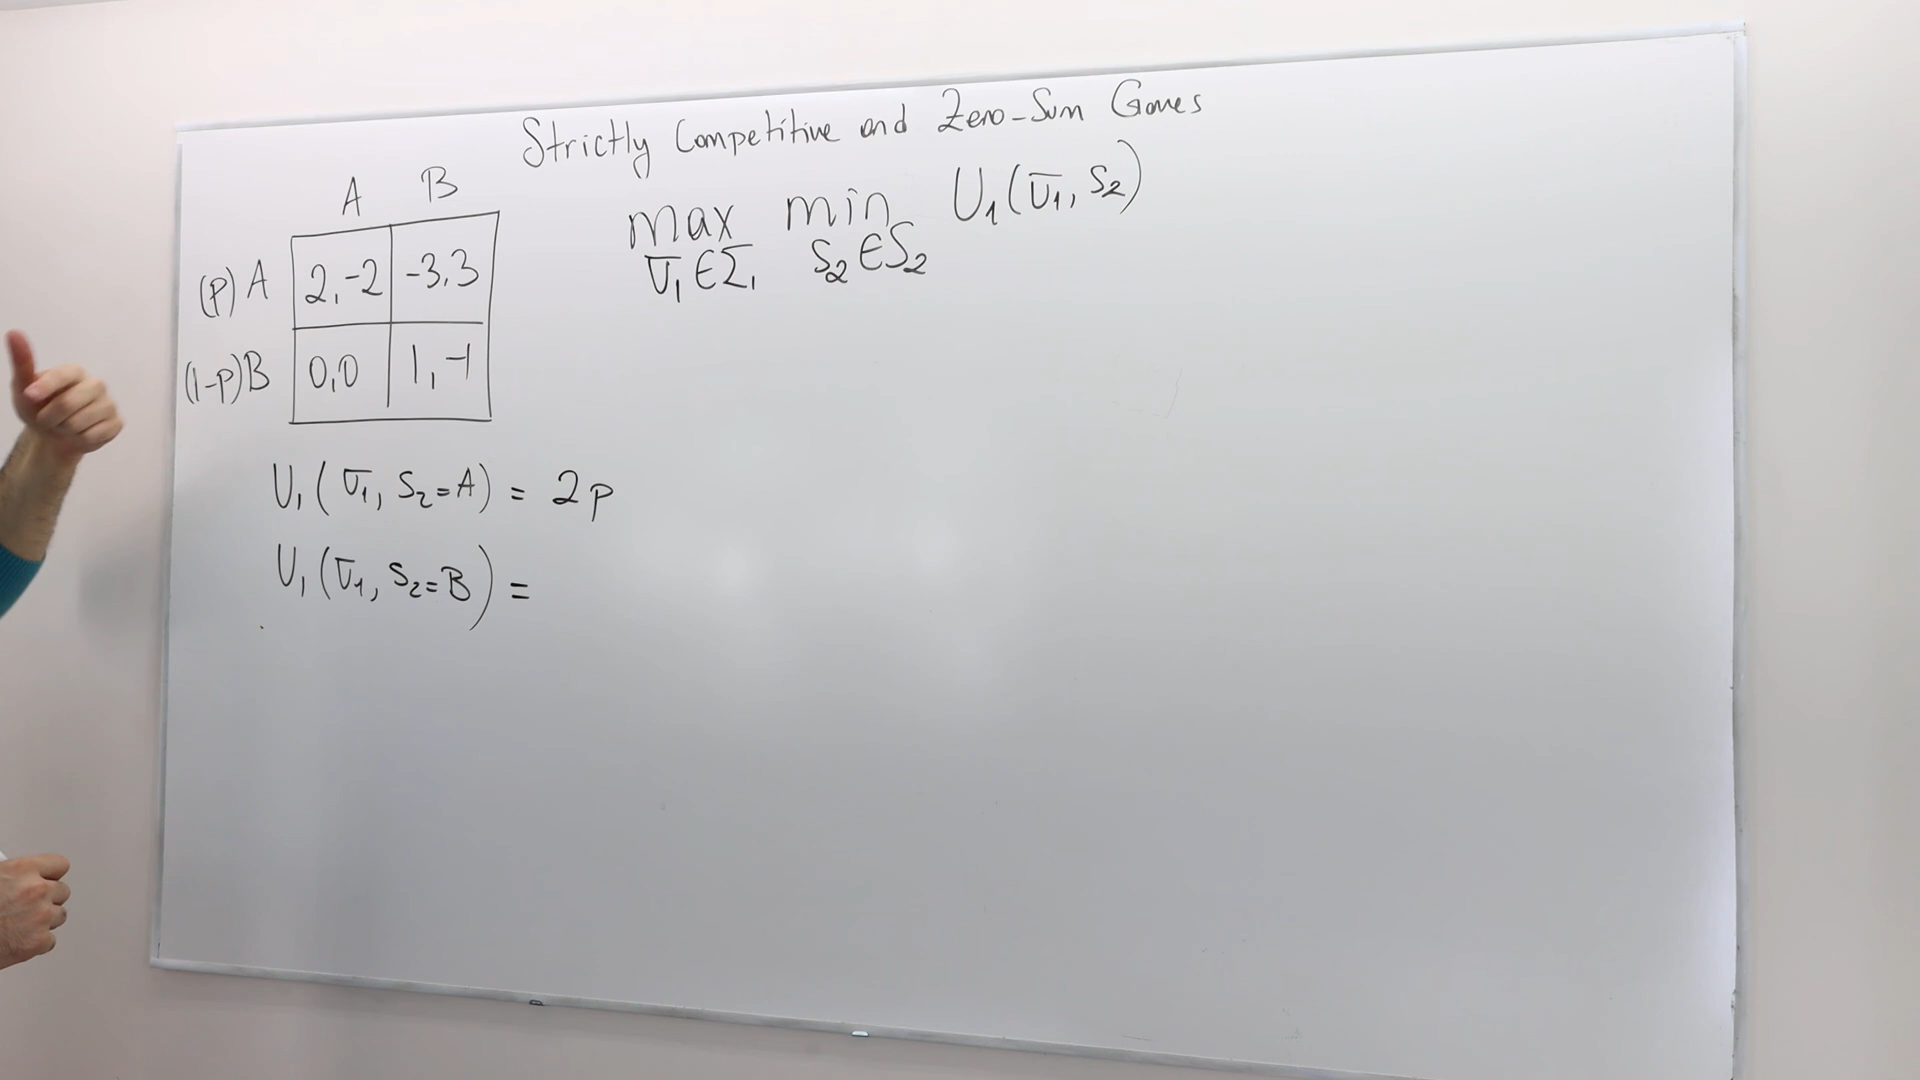 Strictly Competitive and Zero-Sum Games
max min U₁(σ₁, S₂)
σ₁∈Σ₁ S₂∈S₂
A B
(P) A 2,-2 -3,3
(1-P) B 0,0 1,-1
U₁(σ₁, S₂=A) = 2p
U₁(σ₁, S₂=B) =